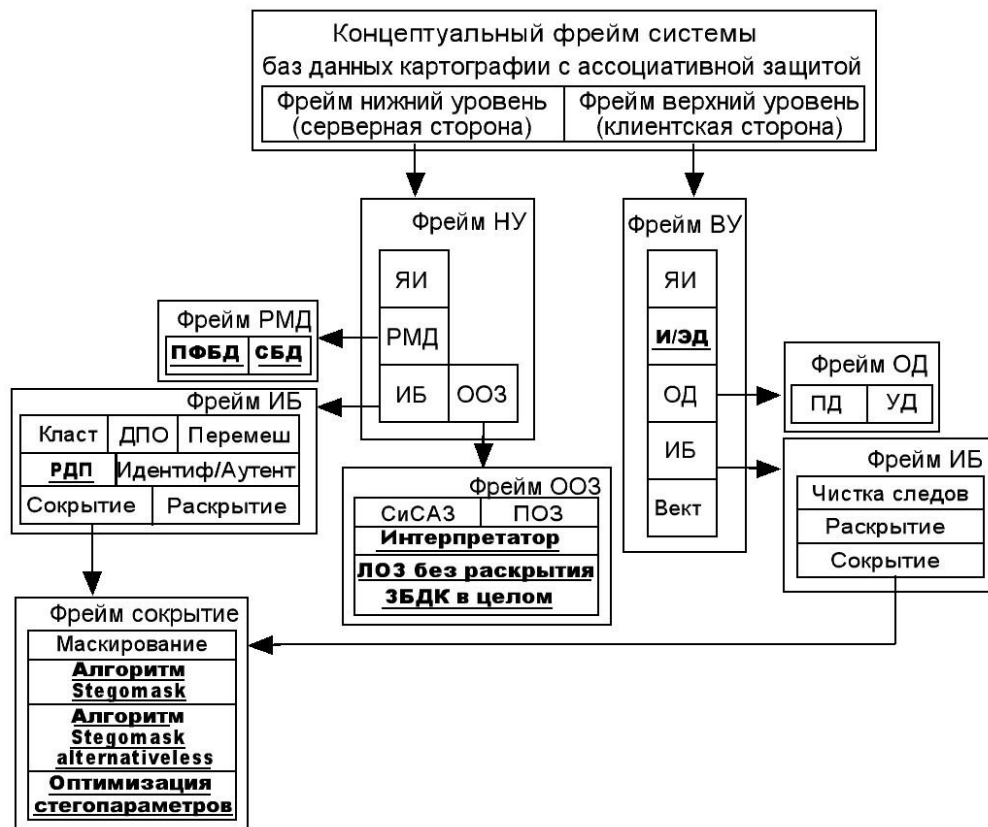 Концептуальный фрейм системы
баз данных картографии с ассоциативной защитой
Фрейм нижний уровень
(серверная сторона)
Фрейм верхний уровень
(клиентская сторона)
Фрейм НУ
ЯИ
РМД
ИБ
ООЗ
Фрейм ВУ
ЯИ
И/ЭД
ОД
ИБ
Вект
Фрейм РМД
ПФБД
СБД
Фрейм ОД
ПД
УД
Фрейм ИБ
Класт
ДПО
Перемеш
РДП
Идентиф/Аутент
Сокрытие
Раскрытие
Фрейм ООЗ
СиСАЗ
ПОЗ
Интерпретатор
ЛОЗ без раскрытия
ЗБДК в целом
Фрейм ИБ
Чистка следов
Раскрытие
Сокрытие
Фрейм сокрытие
Маскирование
Алгоритм
Stegomask
Алгоритм
Stegomask
alternativeless
Оптимизация
стегопараметров